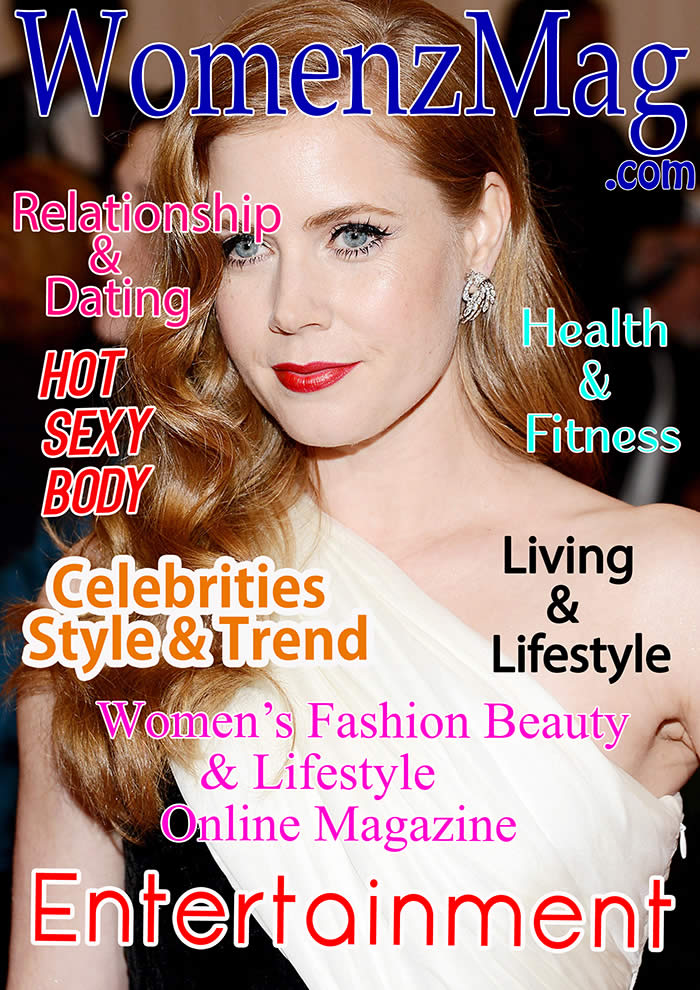 WomenzMag
.com
Relationship
&
Dating
Health
&
Fitness
HOT
SEXY
BODY
Living
&
Lifestyle
Celebrities
Style & Trend
Women's Fashion Beauty
& Lifestyle
Online Magazine
Entertainment